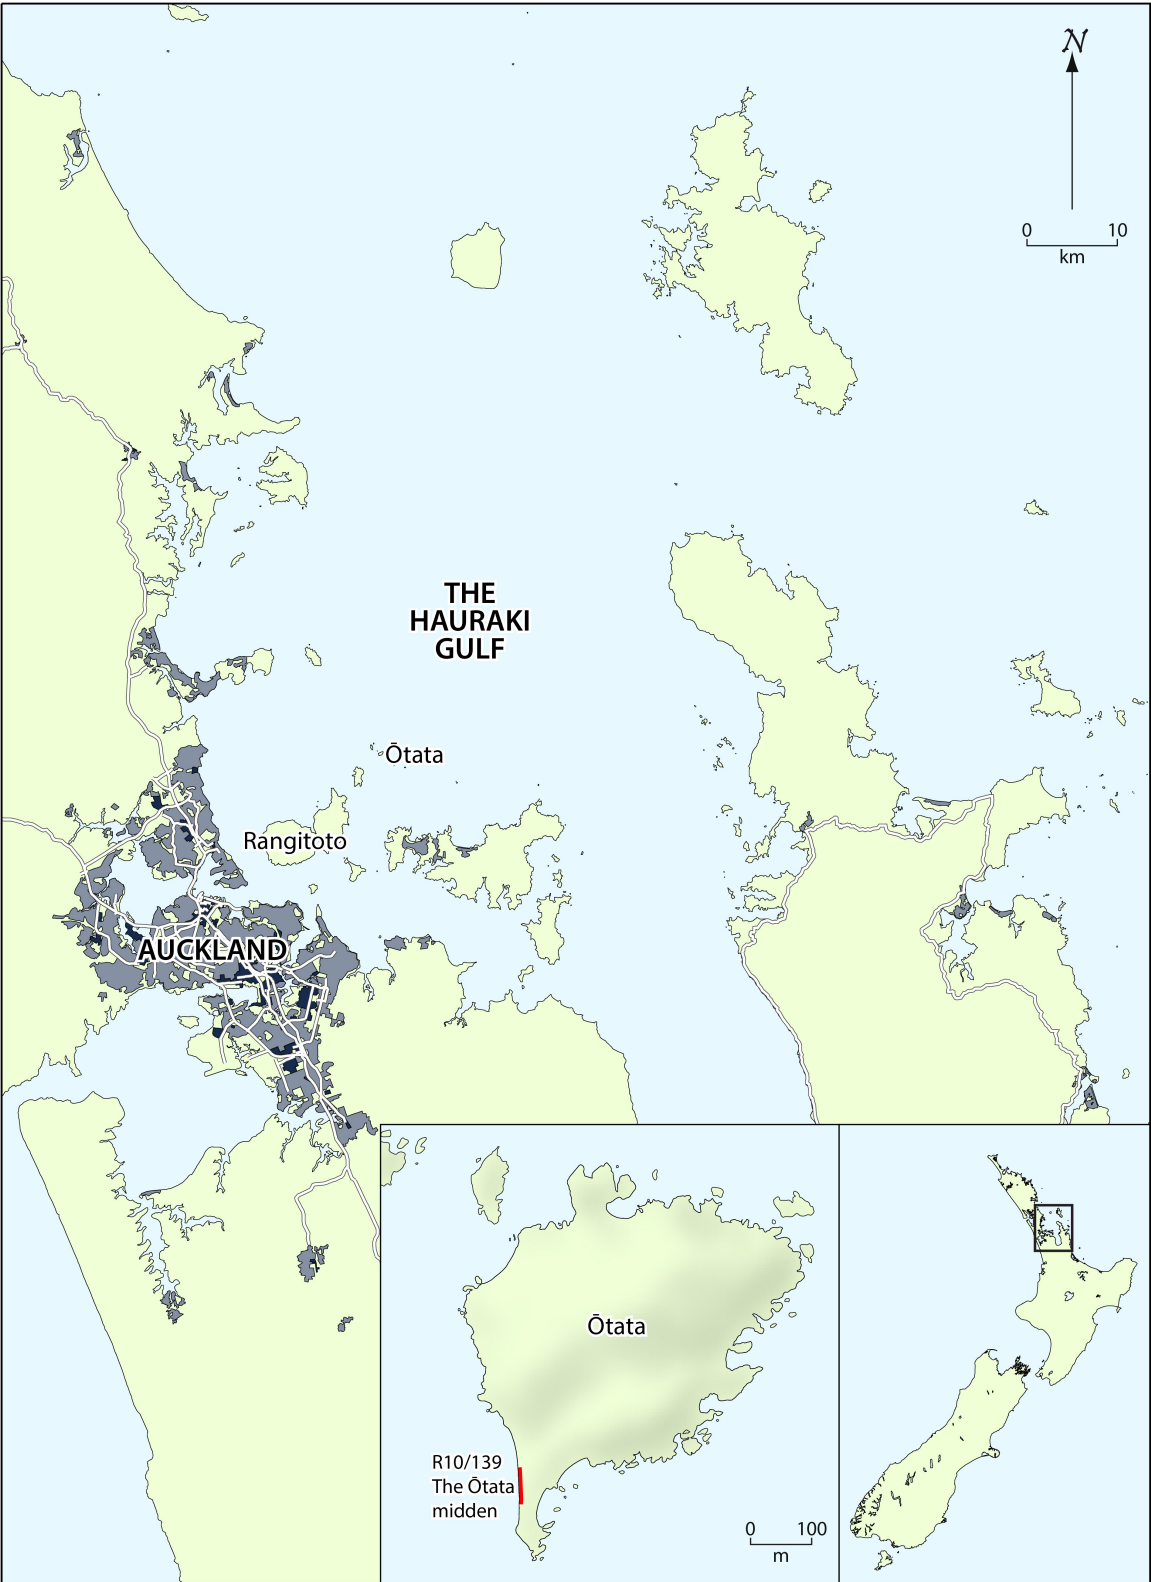 N
0 10
km
THE
HAURAKI
GULF
Ōtata
Rangitoto
AUCKLAND
Ōtata
R10/139
The Ōtata
midden
0 100
m